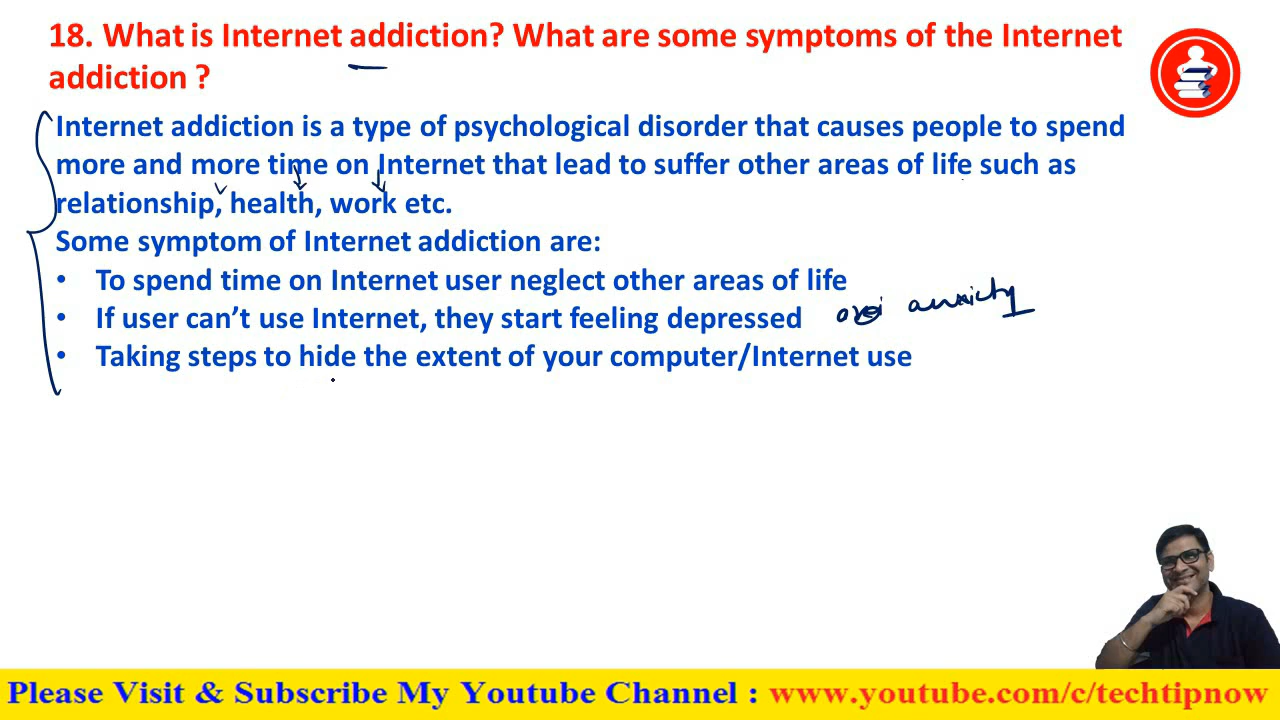 18. What is Internet addiction? What are some symptoms of the Internet
addiction ?
Internet addiction is a type of psychological disorder that causes people to spend
more and more time on Internet that lead to suffer other areas of life such as
relationship, health, work etc.
Some symptom of Internet addiction are:
• To spend time on Internet user neglect other areas of life
• If user can’t use Internet, they start feeling depressed anxiety
• Taking steps to hide the extent of your computer/Internet use
Please Visit & Subscribe My Youtube Channel : www.youtube.com/c/techtipnow